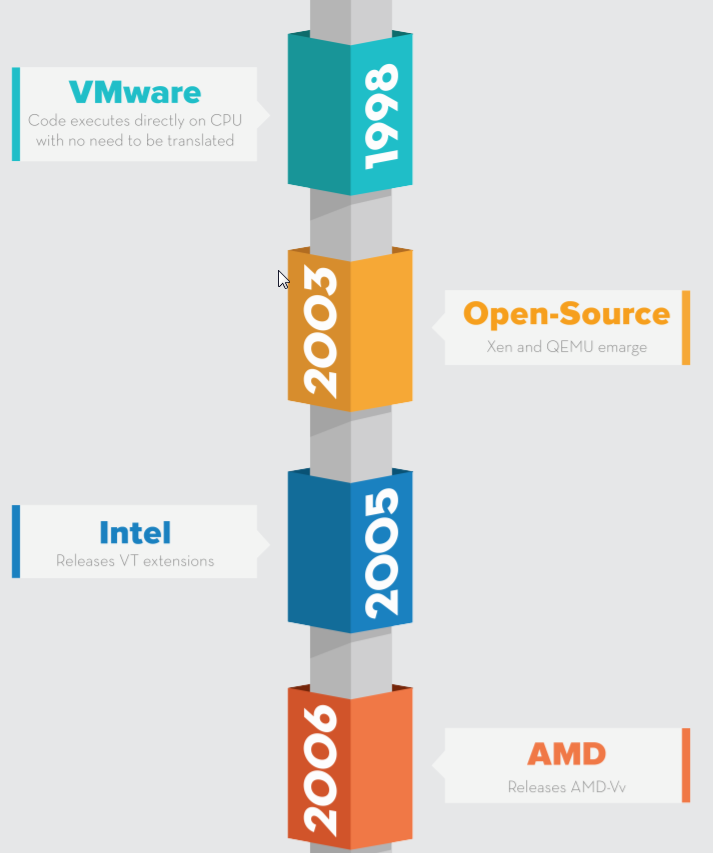 VMware
Code executes directly on CPU
with no need to be translated
1998
2003
Open-Source
Xen and QEMU emarge
Intel
Releases VT extensions
2005
2006
AMD
Releases AMD-Vv